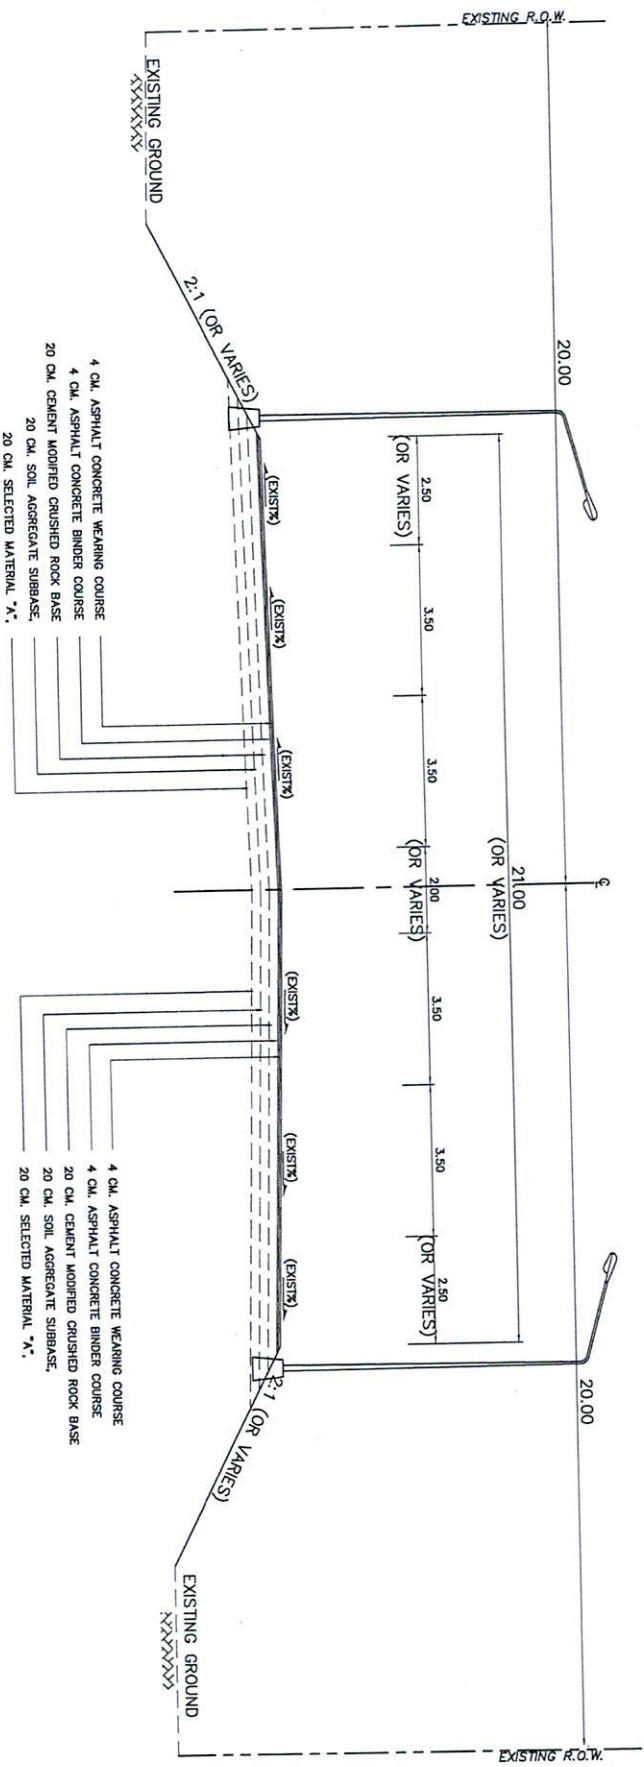 EXISTING R.O.W.
20.00
℄
20.00
EXISTING R.O.W.
21.00
(OR VARIES)
2.50
(OR VARIES)
3.50
3.50
2.00
(OR VARIES)
3.50
3.50
2.50
(OR VARIES)
EXISTING GROUND
2:1 (OR VARIES)
(EXIST%)
(EXIST%)
(EXIST%)
(EXIST%)
(EXIST%)
(EXIST%)
2:1 (OR VARIES)
EXISTING GROUND
4 CM. ASPHALT CONCRETE WEARING COURSE
4 CM. ASPHALT CONCRETE BINDER COURSE
20 CM. CEMENT MODIFIED CRUSHED ROCK BASE
20 CM. SOIL AGGREGATE SUBBASE,
20 CM. SELECTED MATERIAL "A",
4 CM. ASPHALT CONCRETE WEARING COURSE
4 CM. ASPHALT CONCRETE BINDER COURSE
20 CM. CEMENT MODIFIED CRUSHED ROCK BASE
20 CM. SOIL AGGREGATE SUBBASE,
20 CM. SELECTED MATERIAL "A",